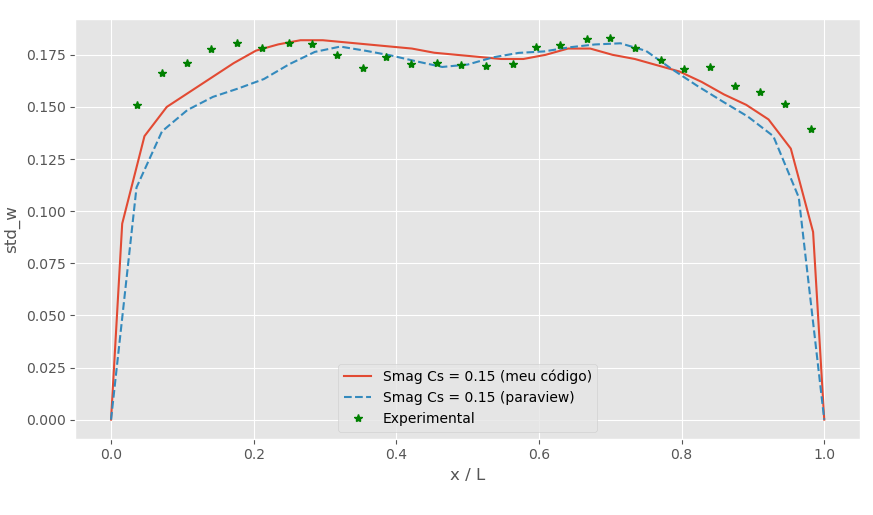 0.175
0.150
0.125
0.100
0.075
0.050
0.025
0.000
std_w
Smag Cs = 0.15 (meu código)
Smag Cs = 0.15 (paraview)
Experimental
0.0 0.2 0.4 0.6 0.8 1.0
x / L